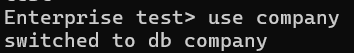 Enterprise test> use company
switched to db company